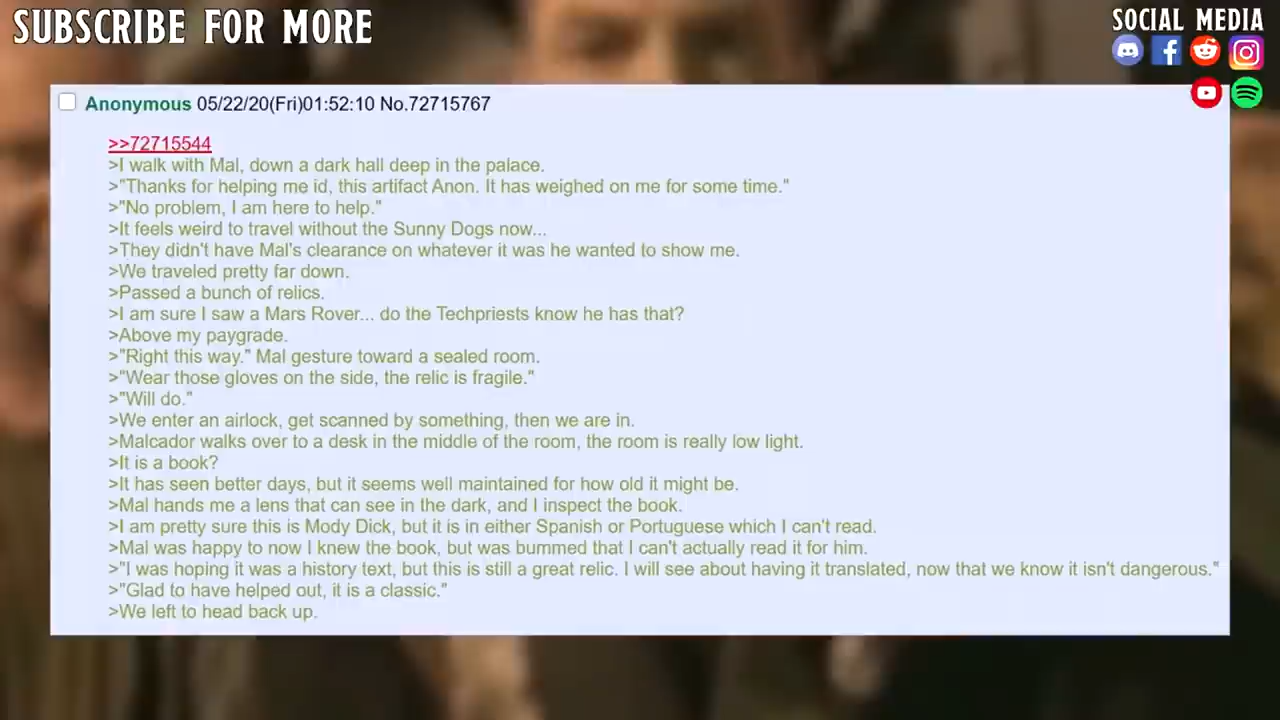 SUBSCRIBE FOR MORE
SOCIAL MEDIA
Anonymous 05/22/20(Fri)01:52:10 No.72715767
>>72715544
>I walk with Mal, down a dark hall deep in the palace.
>"Thanks for helping me id, this artifact Anon. It has weighed on me for some time."
>"No problem, I am here to help."
>It feels weird to travel without the Sunny Dogs now...
>They didn't have Mal's clearance on whatever it was he wanted to show me.
>We traveled pretty far down.
>Passed a bunch of relics.
>I am sure I saw a Mars Rover... do the Techpriests know he has that?
>Above my paygrade.
>"Right this way." Mal gesture toward a sealed room.
>"Wear those gloves on the side, the relic is fragile."
>"Will do."
>We enter an airlock, get scanned by something, then we are in.
>Malcador walks over to a desk in the middle of the room, the room is really low light.
>It is a book?
>It has seen better days, but it seems well maintained for how old it might be.
>Mal hands me a lens that can see in the dark, and I inspect the book.
>I am pretty sure this is Mody Dick, but it is in either Spanish or Portuguese which I can't read.
>Mal was happy to now I knew the book, but was bummed that I can't actually read it for him.
>"I was hoping it was a history text, but this is still a great relic. I will see about having it translated, now that we know it isn't dangerous."
>"Glad to have helped out, it is a classic."
>We left to head back up.